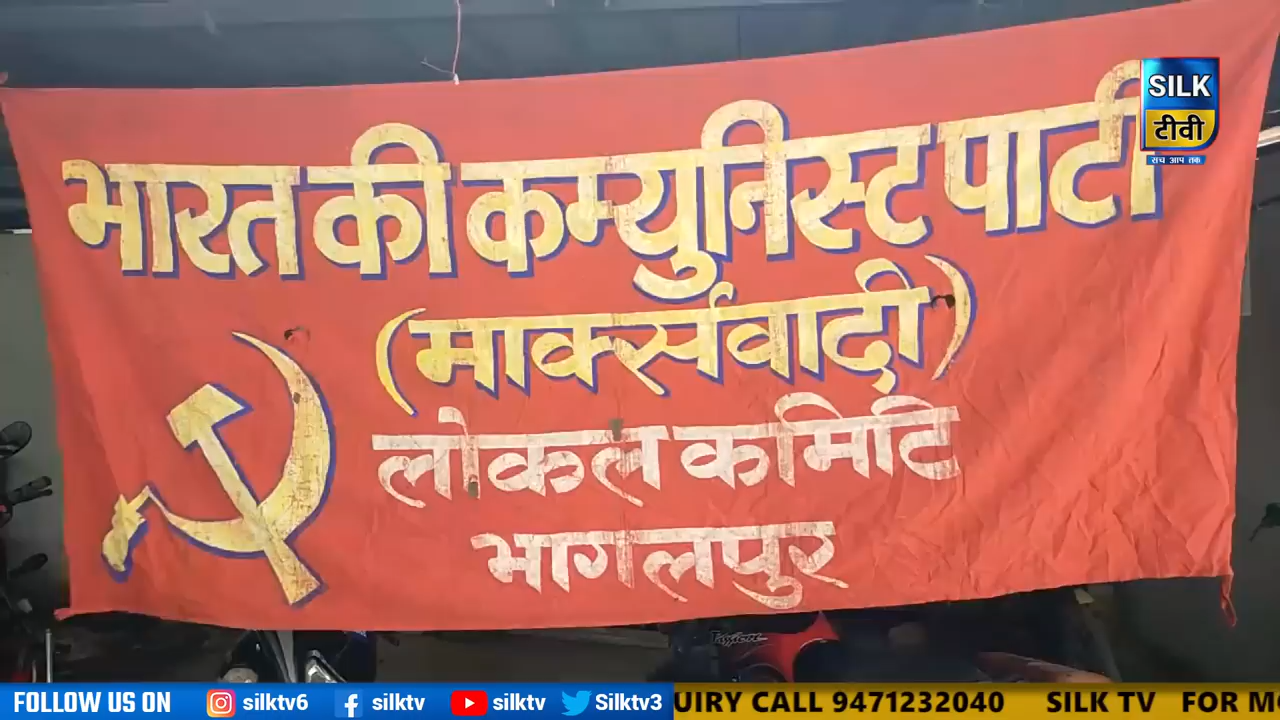 भारत की कम्युनिस्ट पार्टी
(मार्क्सवादी)
लोकल कमिटि
भागलपुर
SILK
टीवी
सच आप तक
Passion
FOLLOW US ON silktv6 silktv silktv Silktv3
UIRY CALL 9471232040 SILK TV FOR M